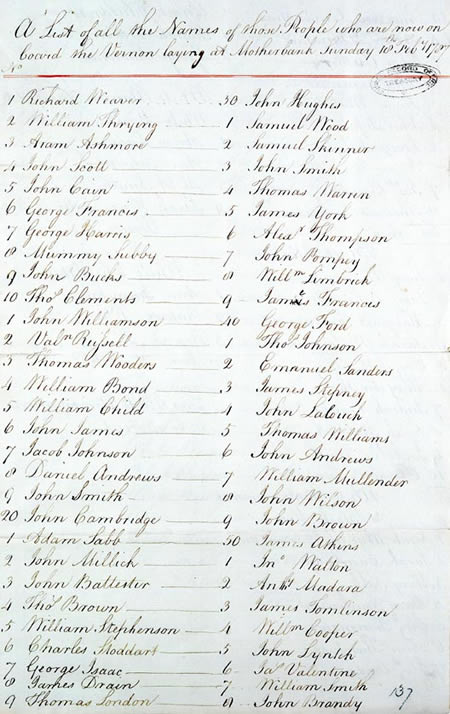 A List of all the Names of those People who are now on
board the Vernon laying at Motherbank Sunday 18 Feby 1787
No
1 Richard Weaver 30 John Hughes
2 William Thrying 1 Samuel Wood
3 Aram Ashmore 2 Samuel Skinner
4 John Scott 3 John Smith
5 John Cain 4 Thomas Warren
6 George Francis 5 James York
7 George Harris 6 Alexr Thompson
8 Mummy Tubby 7 John Pompey
9 John Bucks 8 Willm Limbrick
10 Thos Clements 9 James Frances
1 John Williamson 40 George Ford
2 Valn Russell 1 Thos Johnson
3 Thomas Wooders 2 Emanuel Sanders
4 William Bond 3 James Stepney
5 William Child 4 John Lalouch
6 John James 5 Thomas Williams
7 Jacob Johnson 6 John Andrews
8 Daniel Andrews 7 William Mullender
9 John Smith 8 John Wilson
20 John Cambridge 9 John Brown
1 Adam Sabb 50 James Atkins
2 John Millich 1 Jno Walton
3 John Ballester 2 Anthy Madara
4 Thos Brown 3 James Tomlinson
5 William Stephenson 4 Willm Cooper
6 Charles Stoddart 5 John Lynch
7 George Isaac 6 Jas Valentine
8 James Drain 7 William Smith
9 Thomas London 8 John Brandy
137